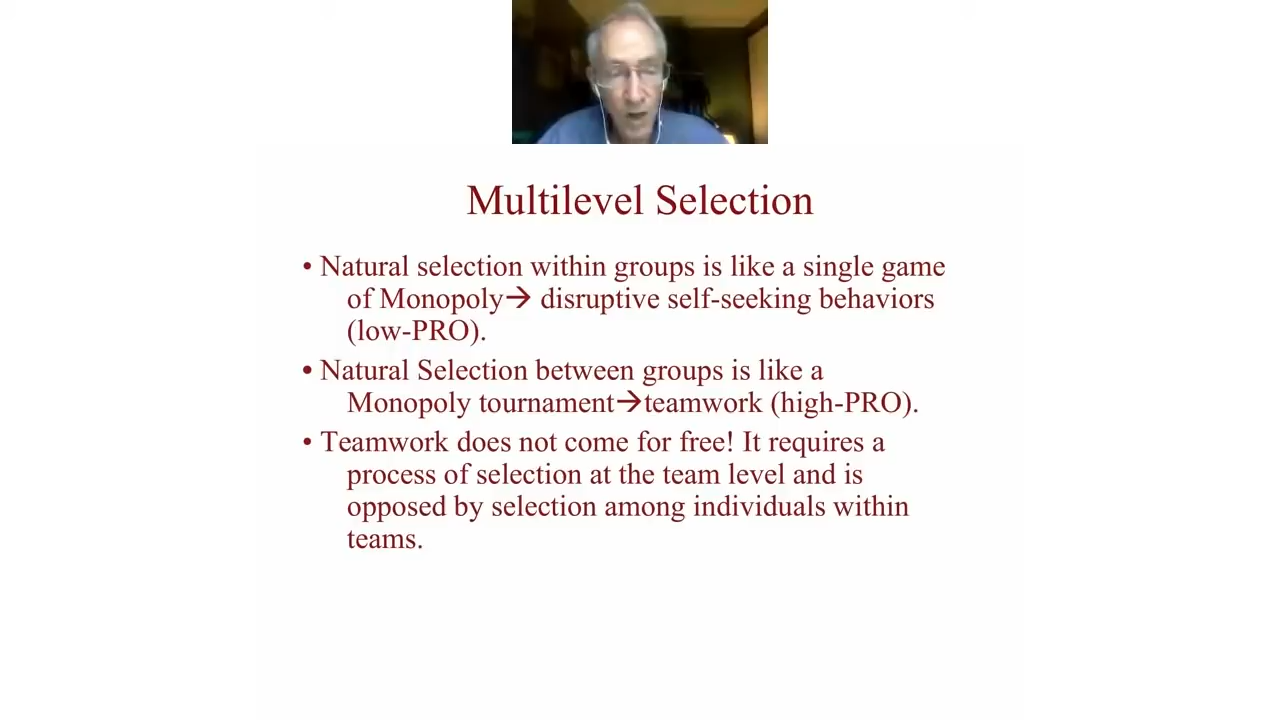 Multilevel Selection
• Natural selection within groups is like a single game
of Monopoly→ disruptive self-seeking behaviors
(low-PRO).
• Natural Selection between groups is like a
Monopoly tournament→teamwork (high-PRO).
• Teamwork does not come for free! It requires a
process of selection at the team level and is
opposed by selection among individuals within
teams.